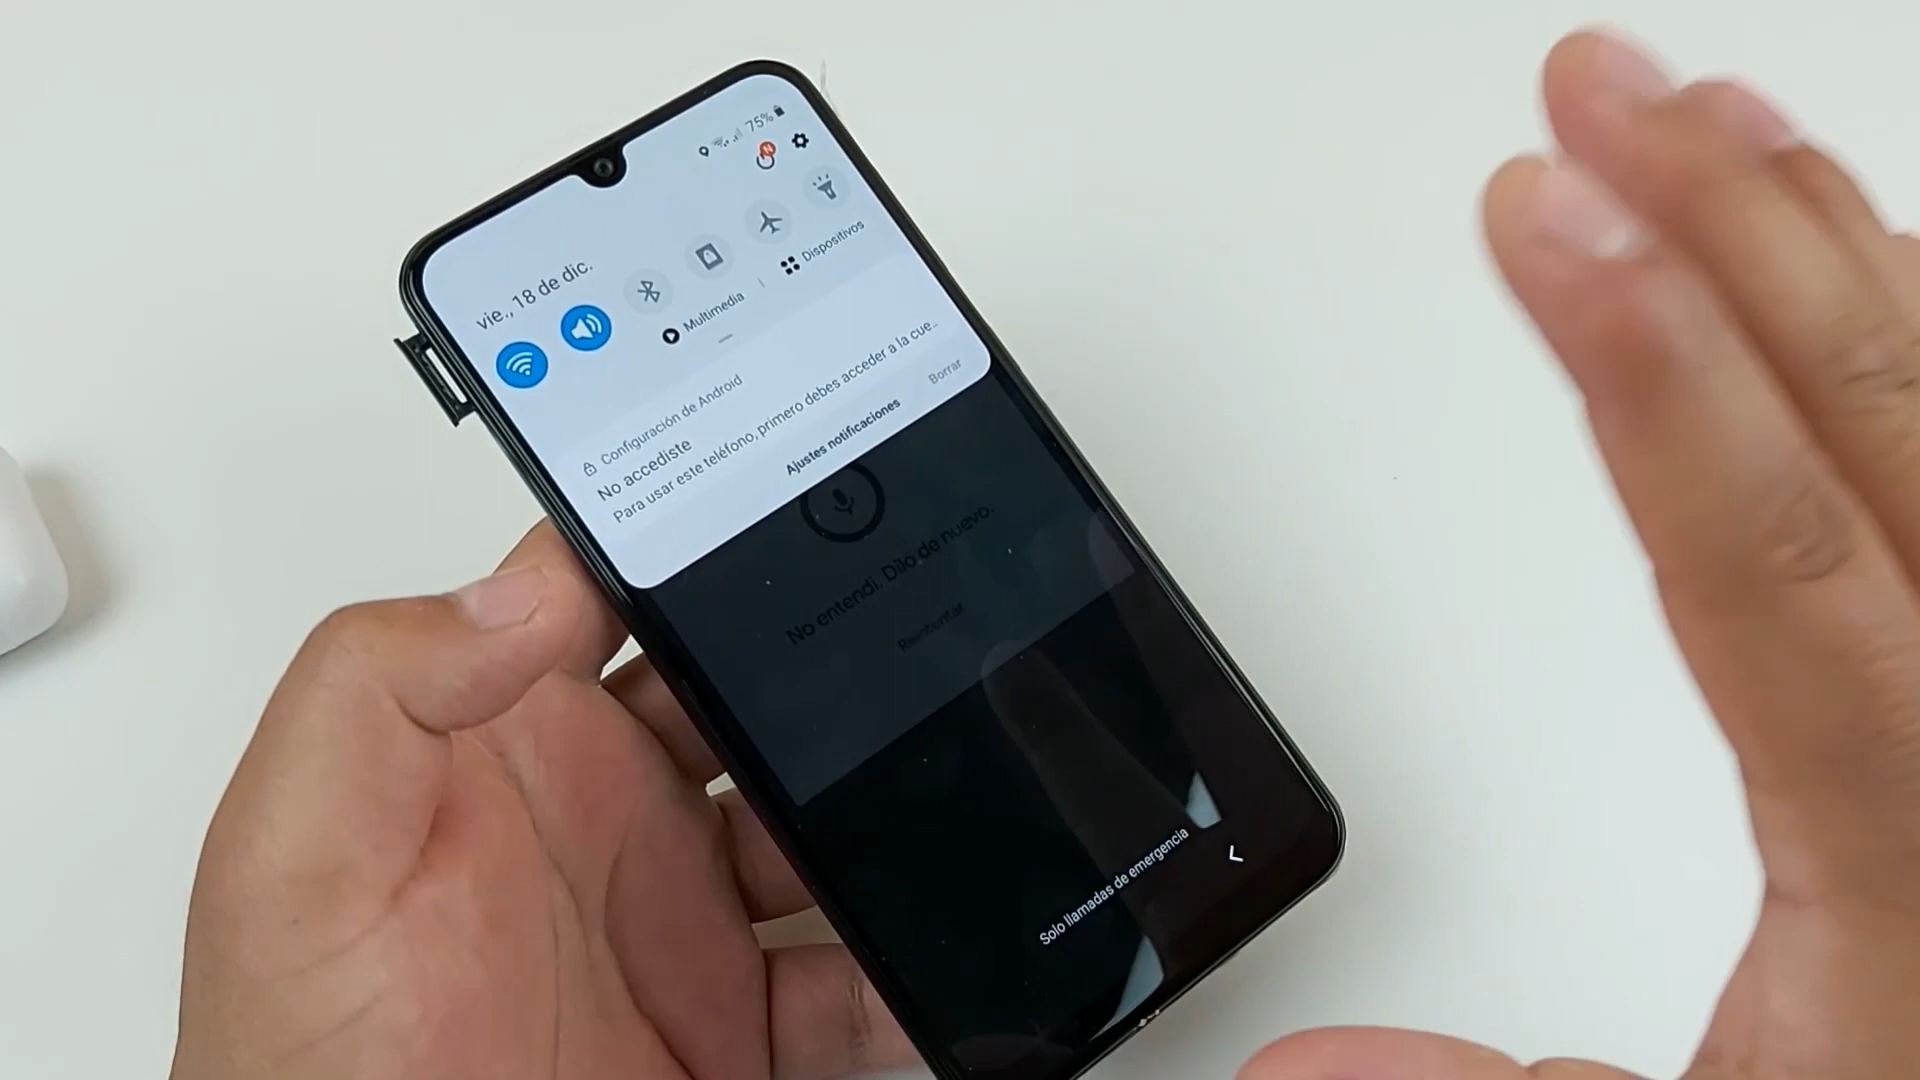 75%
N
vie., 18 de dic.
Multimedia
Dispositivos
Configuración de Android
No accediste
Para usar este teléfono, primero debes acceder a la cue..
Ajustes notificaciones
Borrar
No entendí. Dilo de nuevo.
Reintentar
Solo llamadas de emergencia